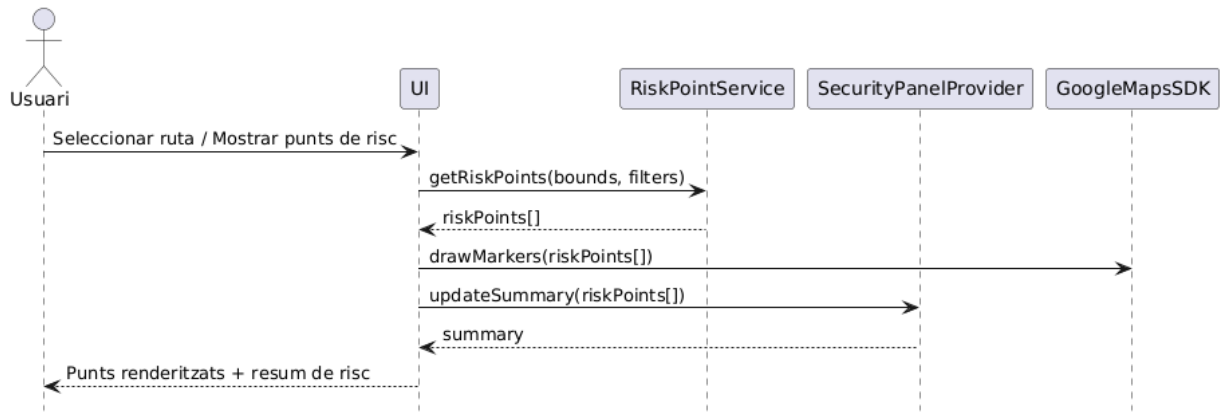 Usuari
UI
RiskPointService
SecurityPanelProvider
GoogleMapsSDK
Seleccionar ruta / Mostrar punts de risc
getRiskPoints(bounds, filters)
riskPoints[]
drawMarkers(riskPoints[])
updateSummary(riskPoints[])
summary
Punts renderitzats + resum de risc